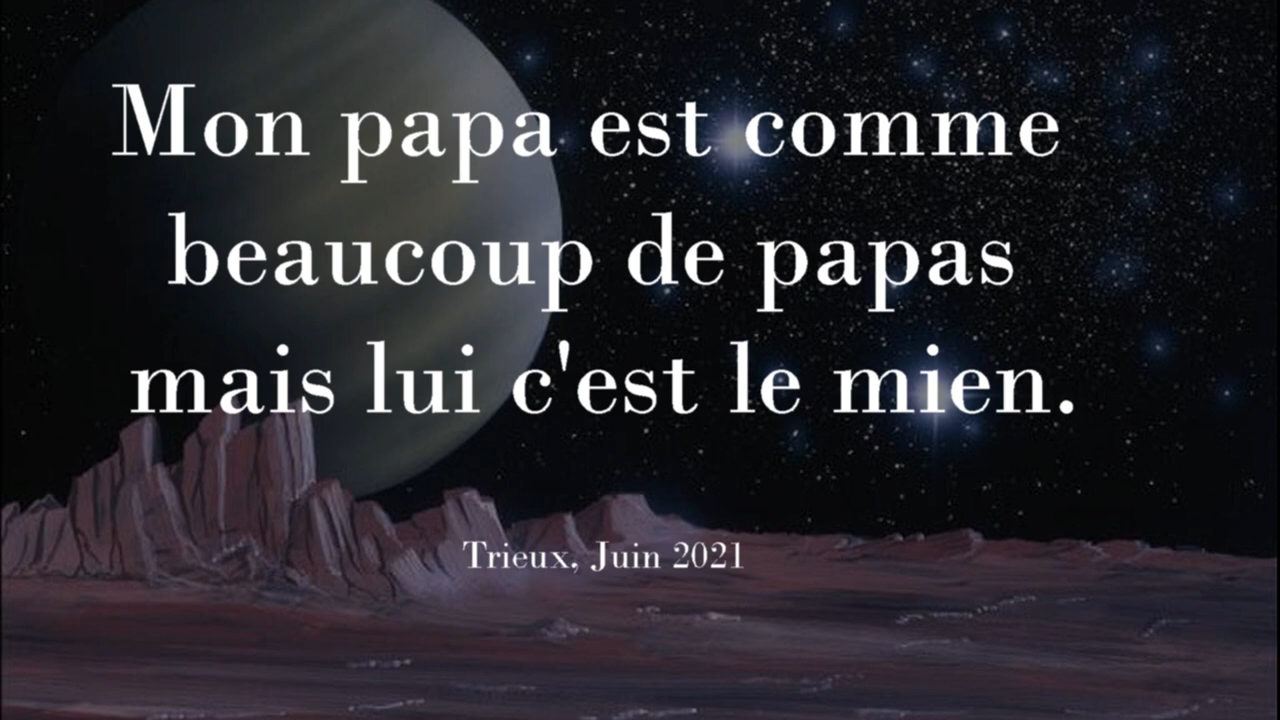 Mon papa est comme
beaucoup de papas
mais lui c'est le mien.
Trieux, Juin 2021